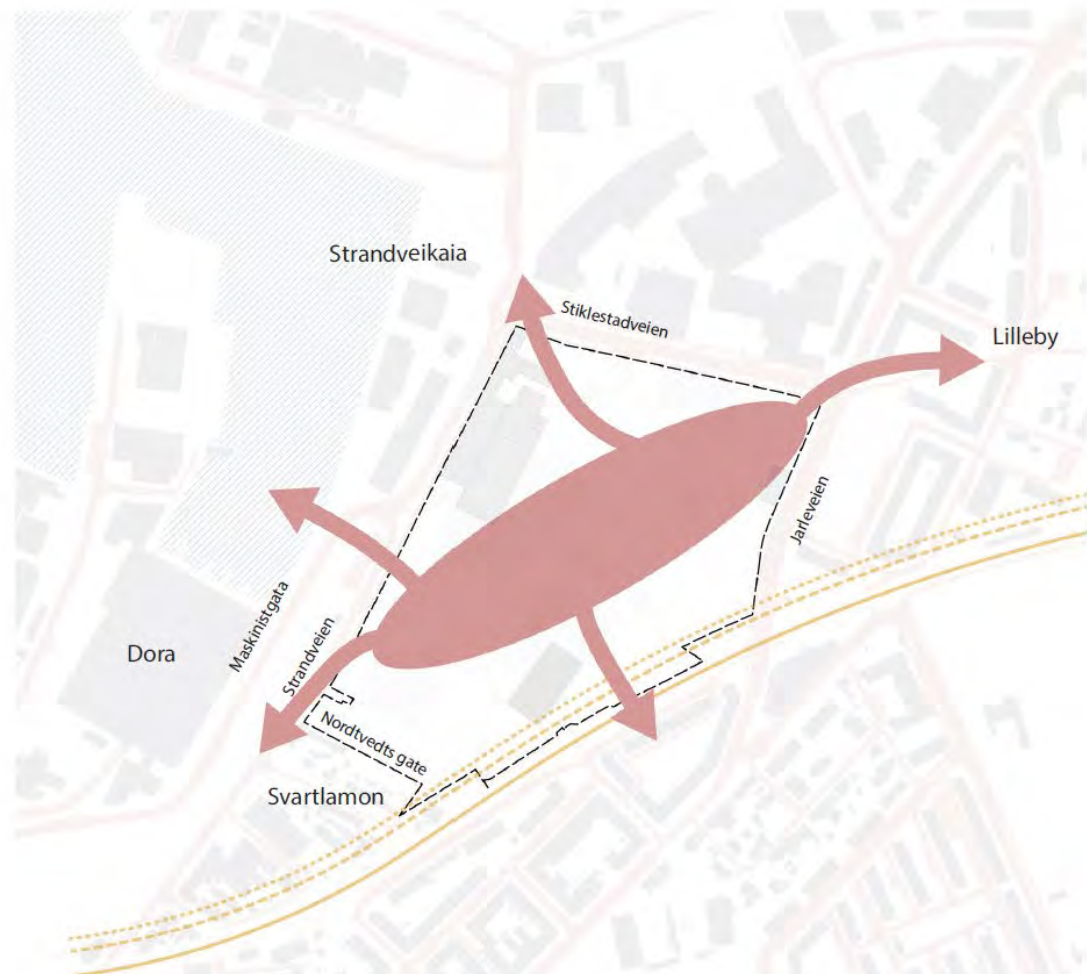 Strandveikaia
Stiklestadveien
Lilleby
Jarleveien
Maskinistgata
Dora
Strandveien
Nordtvedts gate
Svartlamon